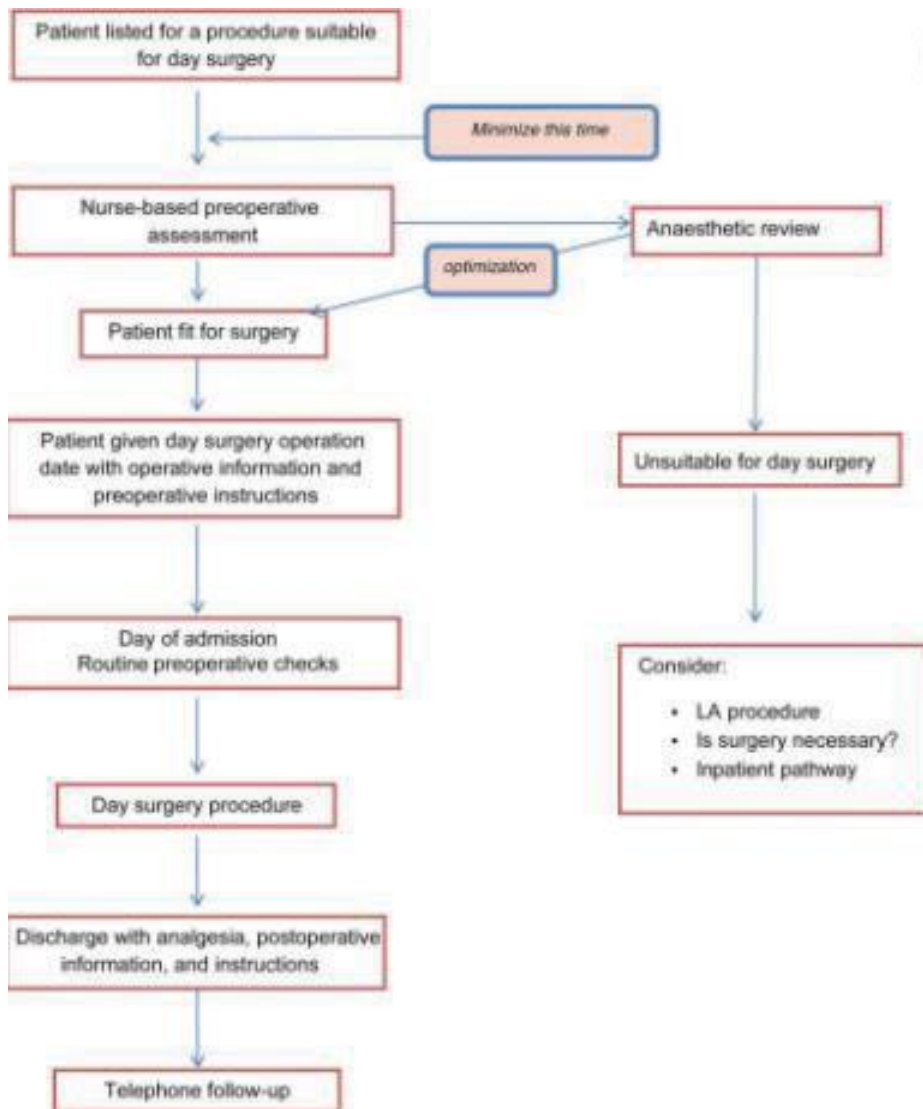 Patient listed for a procedure suitable
for day surgery
Minimize this time
Nurse-based preoperative
assessment
Anaesthetic review
optimization
Patient fit for surgery
Patient given day surgery operation
date with operative information and
preoperative instructions
Unsuitable for day surgery
Day of admission
Routine preoperative checks
Consider:
• LA procedure
• Is surgery necessary?
• Inpatient pathway
Day surgery procedure
Discharge with analgesia, postoperative
information, and instructions
Telephone follow-up